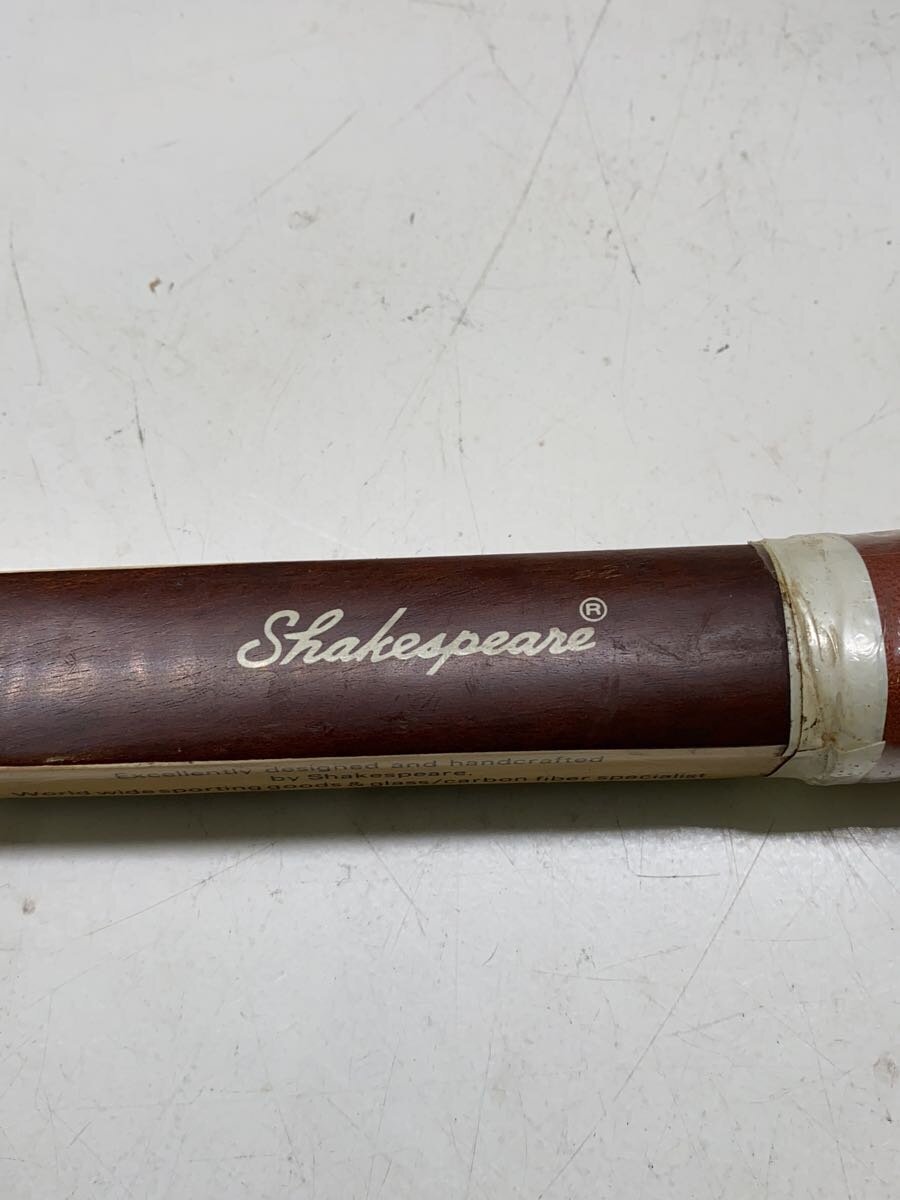 Shakespeare®
Excellently designed and handcrafted
by Shakespeare,
World wide sporting goods & glass/carbon fiber specialist